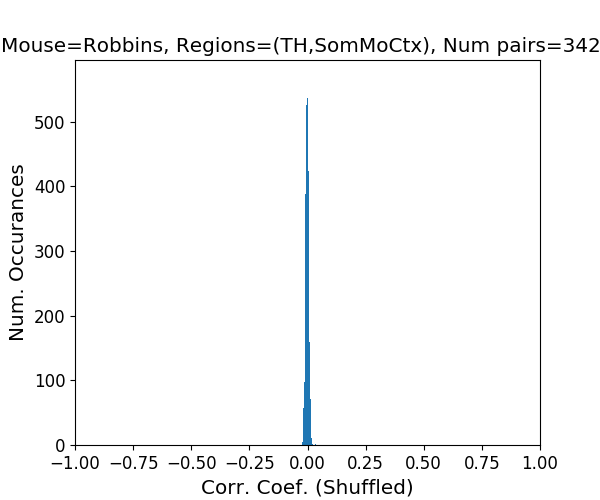 Mouse=Robbins, Regions=(TH,SomMoCtx), Num pairs=342
Num. Occurances
500
400
300
200
100
0
−1.00 −0.75 −0.50 −0.25 0.00 0.25 0.50 0.75 1.00
Corr. Coef. (Shuffled)